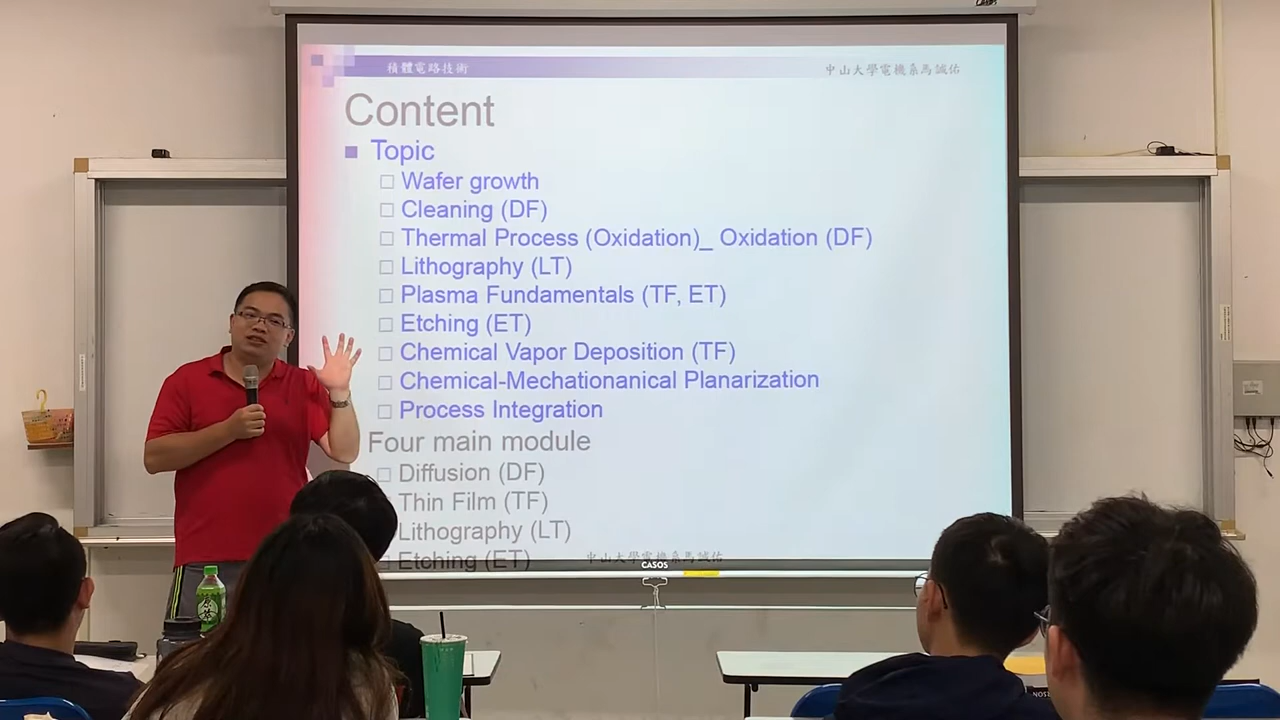 積體電路技術
中山大學電機系馬誠佑
Content
Topic
Wafer growth
Cleaning (DF)
Thermal Process (Oxidation)_ Oxidation (DF)
Lithography (LT)
Plasma Fundamentals (TF, ET)
Etching (ET)
Chemical Vapor Deposition (TF)
Chemical-Mechationanical Planarization
Process Integration
Four main module
Diffusion (DF)
Thin Film (TF)
Lithography (LT)
Etching (ET)
中山大學電機系馬誠佑
CASOS